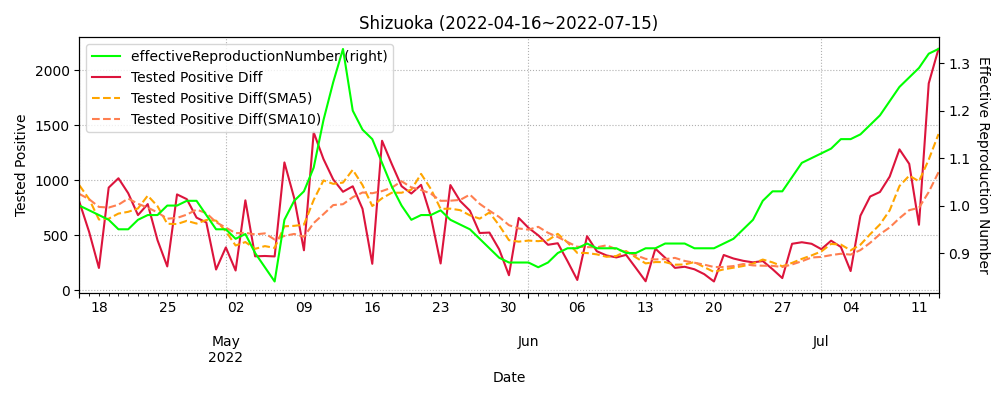 Shizuoka (2022-04-16~2022-07-15)
effectiveReproductionNumber (right)
Tested Positive Diff
Tested Positive Diff(SMA5)
Tested Positive Diff(SMA10)
Tested Positive
2000
1500
1000
500
0
1.3
1.2
1.1
1.0
0.9
Effective Reproduction Number
18 25 02 09 16 23 30 06 13 20 27 04 11
May Jun Jul
2022
Date